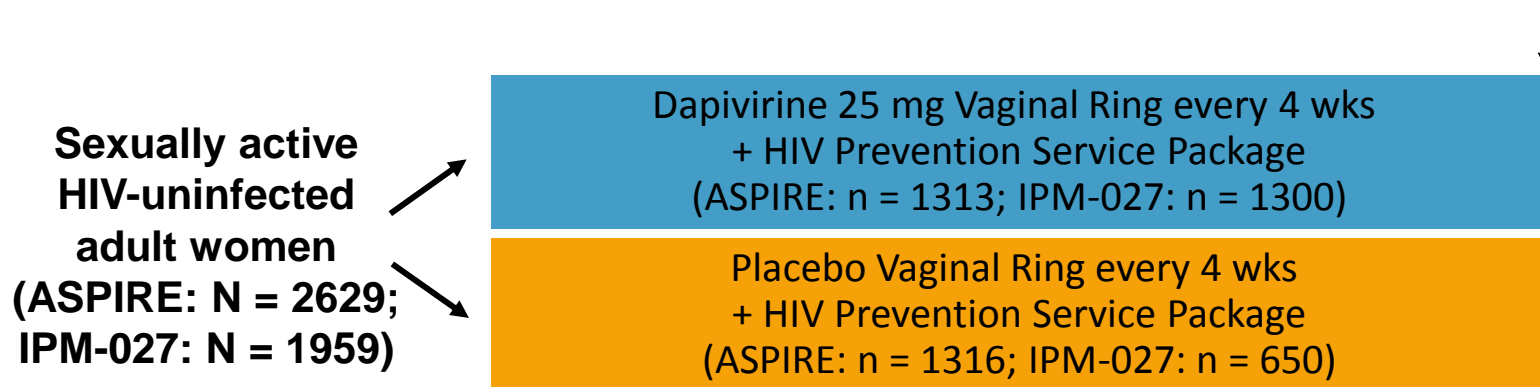 Sexually active
HIV-uninfected
adult women
(ASPIRE: N = 2629;
IPM-027: N = 1959)
Dapivirine 25 mg Vaginal Ring every 4 wks
+ HIV Prevention Service Package
(ASPIRE: n = 1313; IPM-027: n = 1300)
Placebo Vaginal Ring every 4 wks
+ HIV Prevention Service Package
(ASPIRE: n = 1316; IPM-027: n = 650)